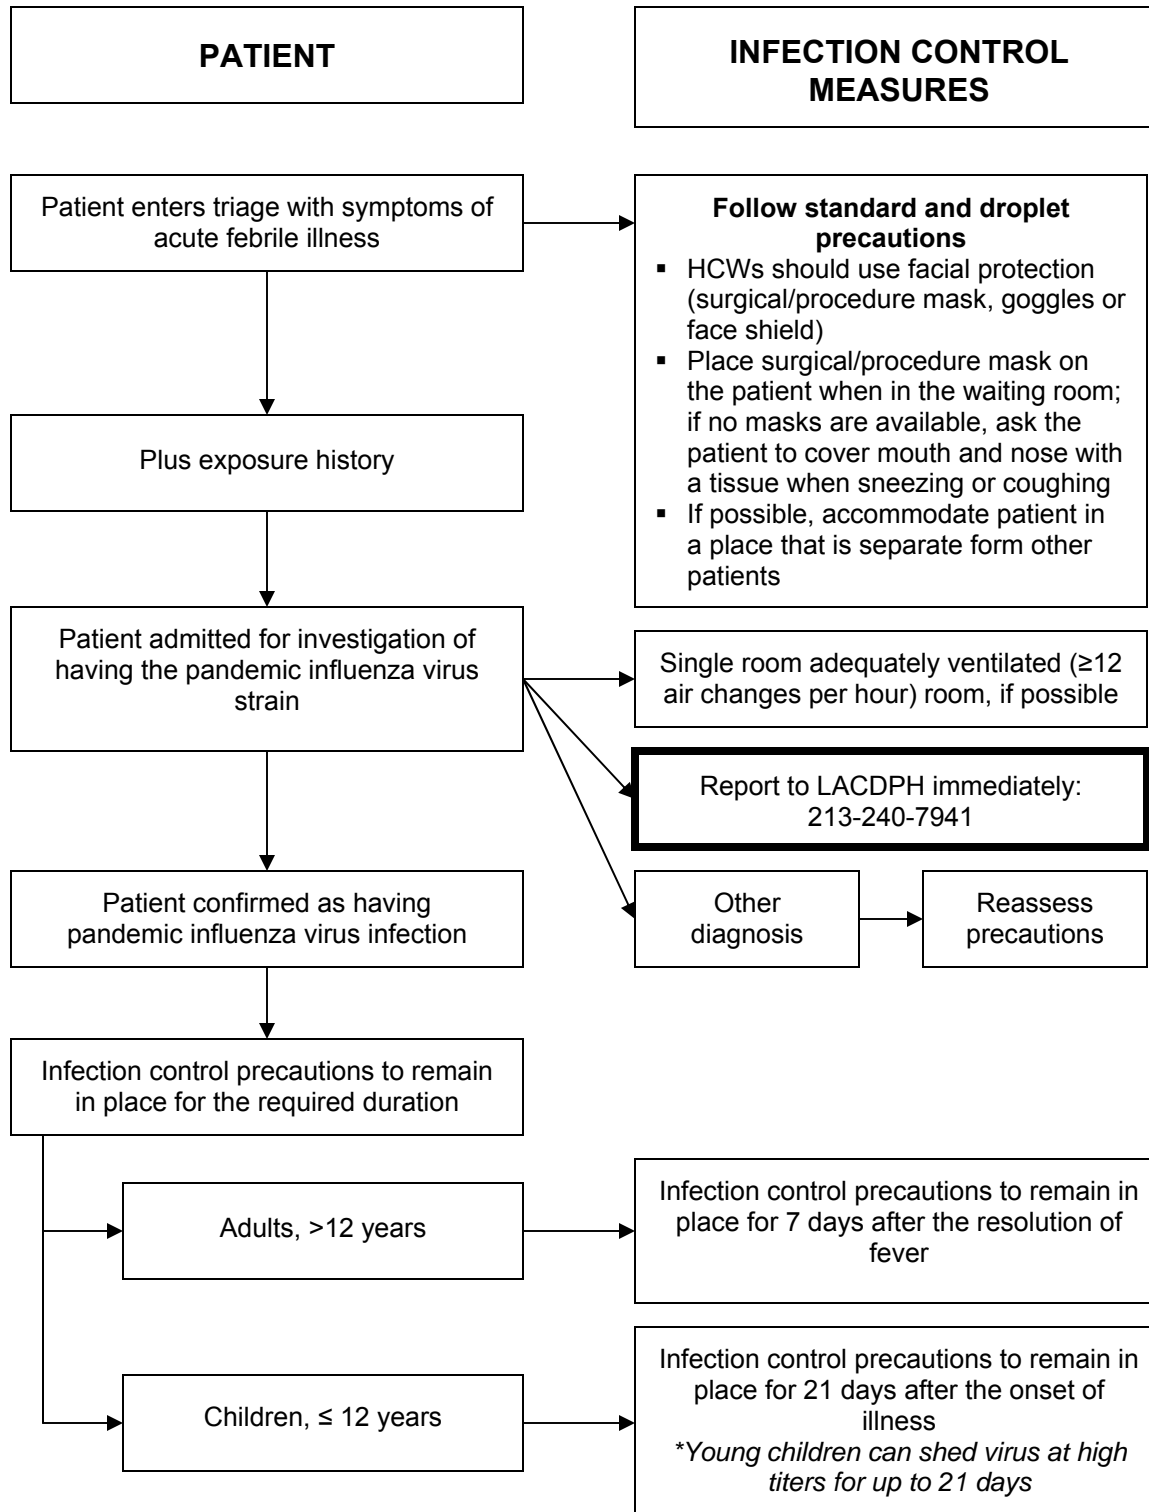 PATIENT
INFECTION CONTROL
MEASURES
Patient enters triage with symptoms of
acute febrile illness
Follow standard and droplet
precautions
▪ HCWs should use facial protection
(surgical/procedure mask, goggles or
face shield)
▪ Place surgical/procedure mask on
the patient when in the waiting room;
if no masks are available, ask the
patient to cover mouth and nose with
a tissue when sneezing or coughing
▪ If possible, accommodate patient in
a place that is separate form other
patients
Plus exposure history
Patient admitted for investigation of
having the pandemic influenza virus
strain
Single room adequately ventilated (≥12
air changes per hour) room, if possible
Report to LACDPH immediately:
213-240-7941
Other
diagnosis
Reassess
precautions
Patient confirmed as having
pandemic influenza virus infection
Infection control precautions to remain
in place for the required duration
Adults, >12 years
Infection control precautions to remain in
place for 7 days after the resolution of
fever
Children, ≤ 12 years
Infection control precautions to remain in
place for 21 days after the onset of
illness
*Young children can shed virus at high
titers for up to 21 days